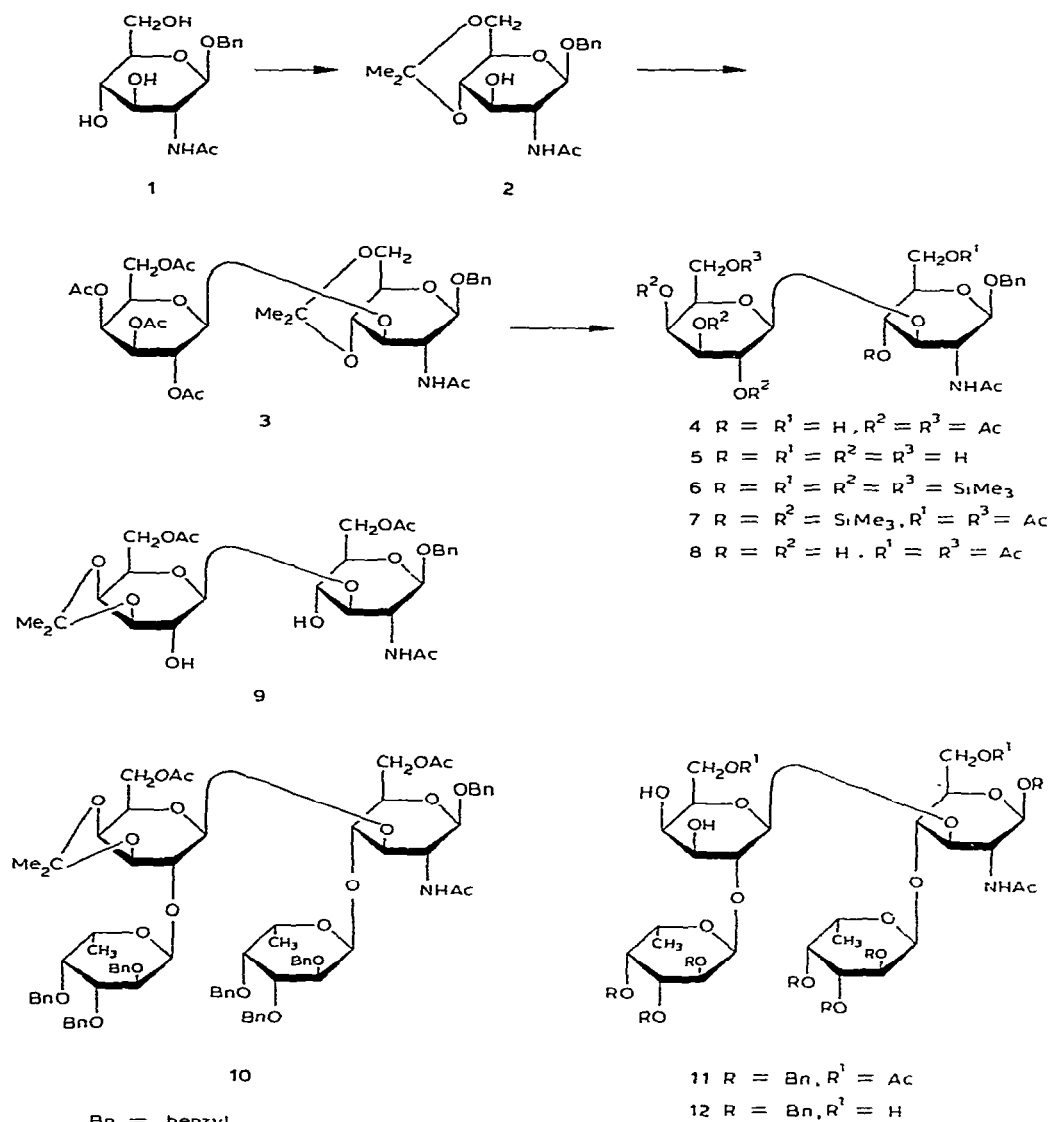 CH₂OH
O
OBn
OH
HO
NHAc
1
OCH₂
O
OBn
Me₂C
HO
O
NHAc
2
CH₂OAc
AcO
O
OAc
OAc
3
OCH₂
O
OBn
Me₂C
O
O
NHAc
CH₂OR³
R²O
O
OR²
OR²
CH₂OR¹
O
OBn
O
RO
NHAc
4 R = R¹ = H, R² = R³ = Ac
5 R = R¹ = R² = R³ = H
6 R = R¹ = R² = R³ = SiMe₃
7 R = R² = SiMe₃, R¹ = R³ = Ac
8 R = R² = H. R¹ = R³ = Ac
CH₂OAc
O
O
O
Me₂C
OH
CH₂OAc
O
OBn
O
HO
NHAc
9
CH₂OAc
O
O
O
Me₂C
O
CH₂OAc
O
OBn
O
NHAc
O
O
CH₃
BnO
BnO
BnO
O
CH₃
BnO
BnO
BnO
10
CH₂OR¹
HO
O
OH
O
CH₂OR¹
O
OR
O
NHAc
O
O
CH₃
RO
RO
RO
O
CH₃
RO
RO
RO
11 R = Bn, R¹ = Ac
12 R = Bn, R¹ = H
Bn = benzyl